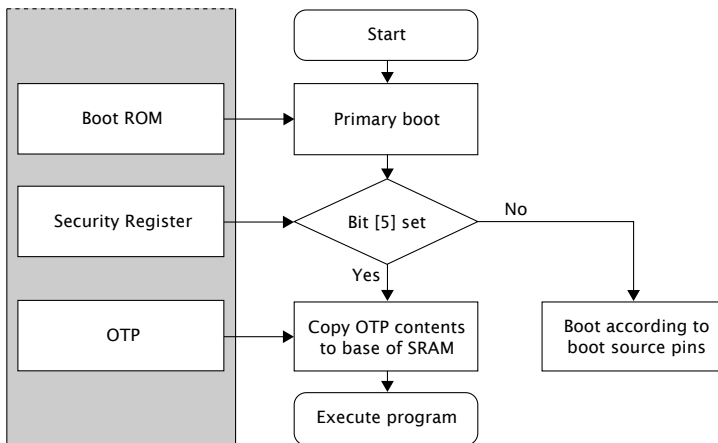 Start
Boot ROM
Primary boot
Security Register
Bit [5] set
No
Yes
OTP
Copy OTP contents
to base of SRAM
Boot according to
boot source pins
Execute program